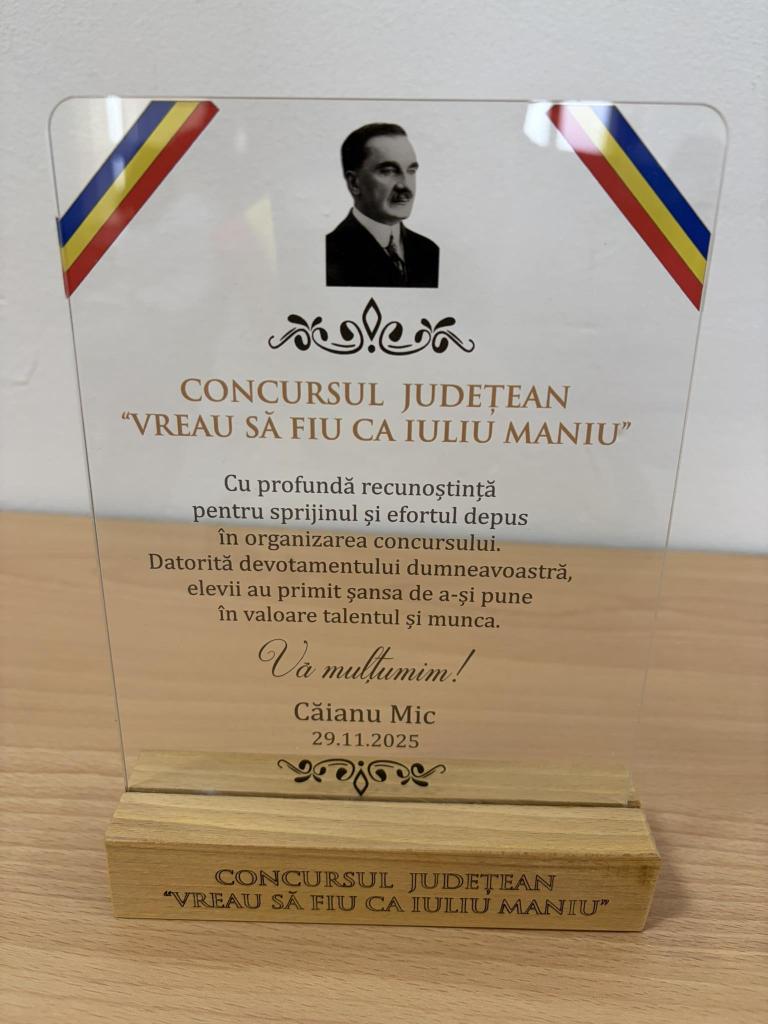 CONCURSUL JUDEȚEAN
“VREAU SĂ FIU CA IULIU MANIU”
Cu profundă recunoștință
pentru sprijinul și efortul depus
în organizarea concursului.
Datorită devotamentului dumneavoastră,
elevii au primit șansa de a-și pune
în valoare talentul și munca.
Vă mulțumim!
Căianu Mic
29.11.2025
CONCURSUL JUDEȚEAN
“VREAU SĂ FIU CA IULIU MANIU”